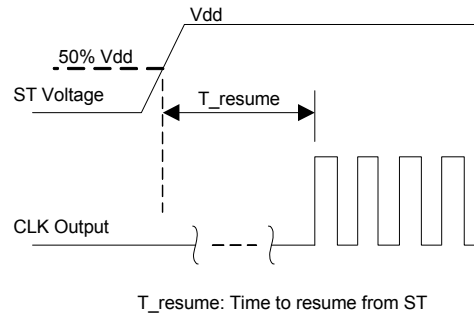 Vdd
50% Vdd
ST Voltage
T_resume
CLK Output
T_resume: Time to resume from ST